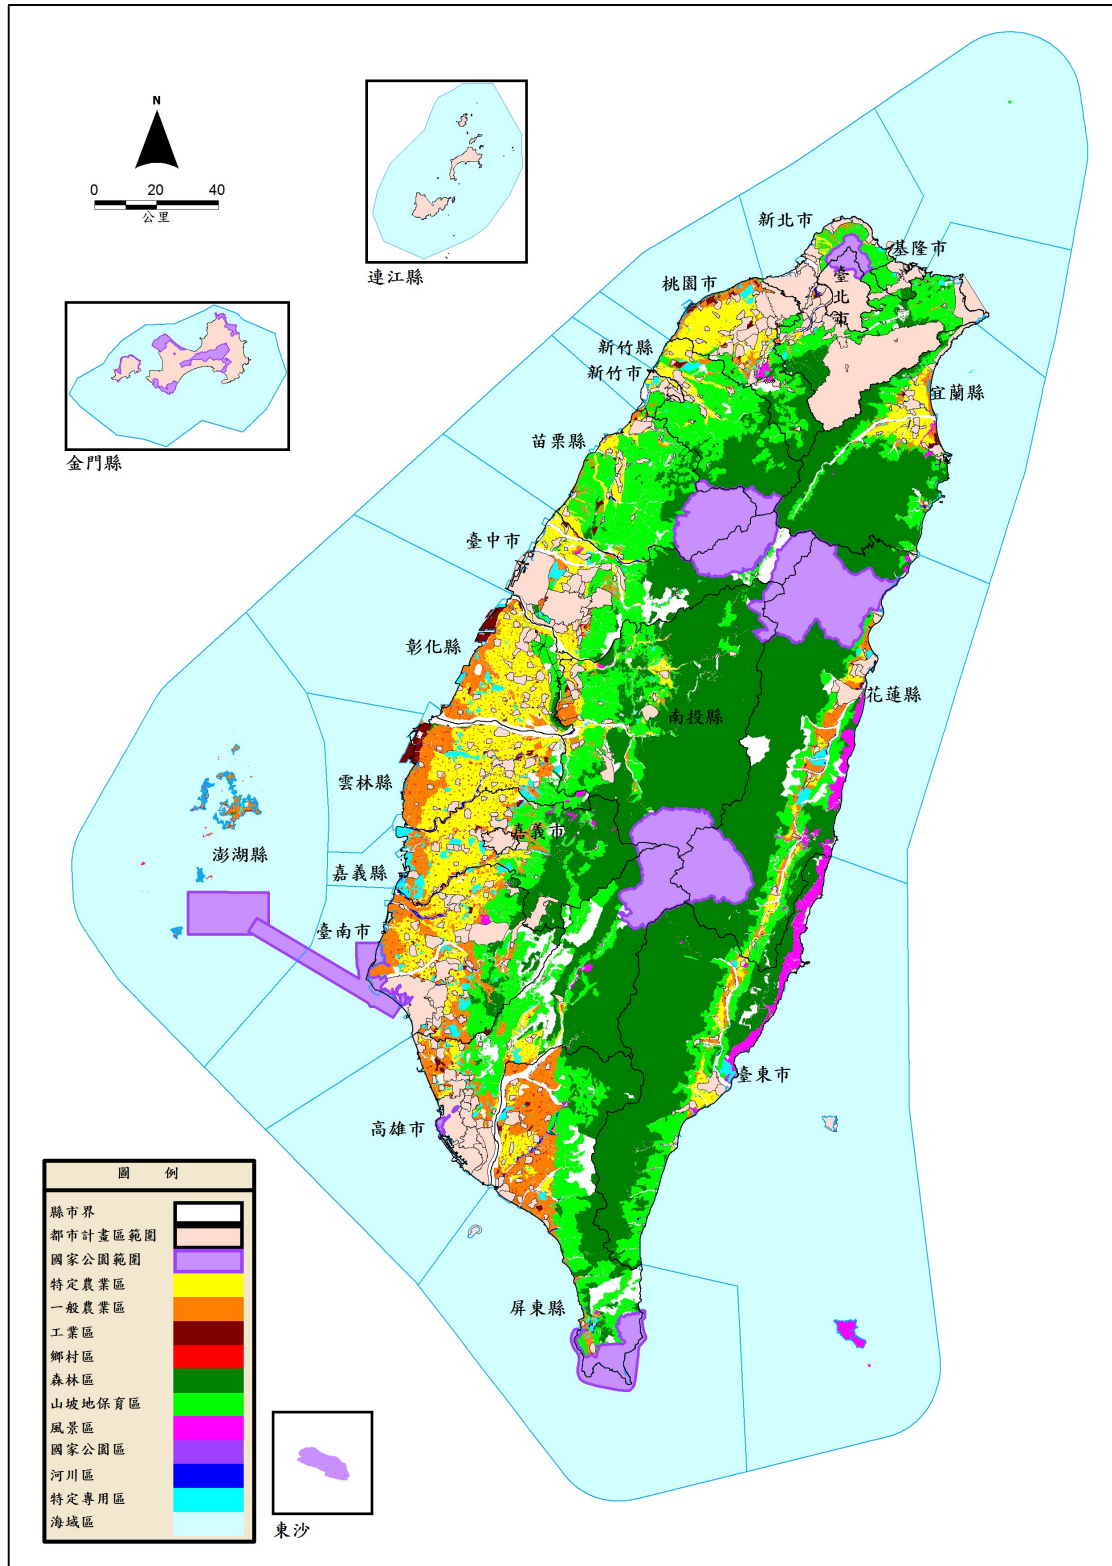 N
0 20 40
公里
連江縣
金門縣
新北市
基隆市
臺北市
桃園市
新竹縣
新竹市
宜蘭縣
苗栗縣
臺中市
彰化縣
花蓮縣
南投縣
雲林縣
嘉義市
澎湖縣
嘉義縣
臺南市
臺東市
高雄市
屏東縣
東沙
圖 例
縣市界
都市計畫區範圍
國家公園範圍
特定農業區
一般農業區
工業區
鄉村區
森林區
山坡地保育區
風景區
國家公園區
河川區
特定專用區
海域區